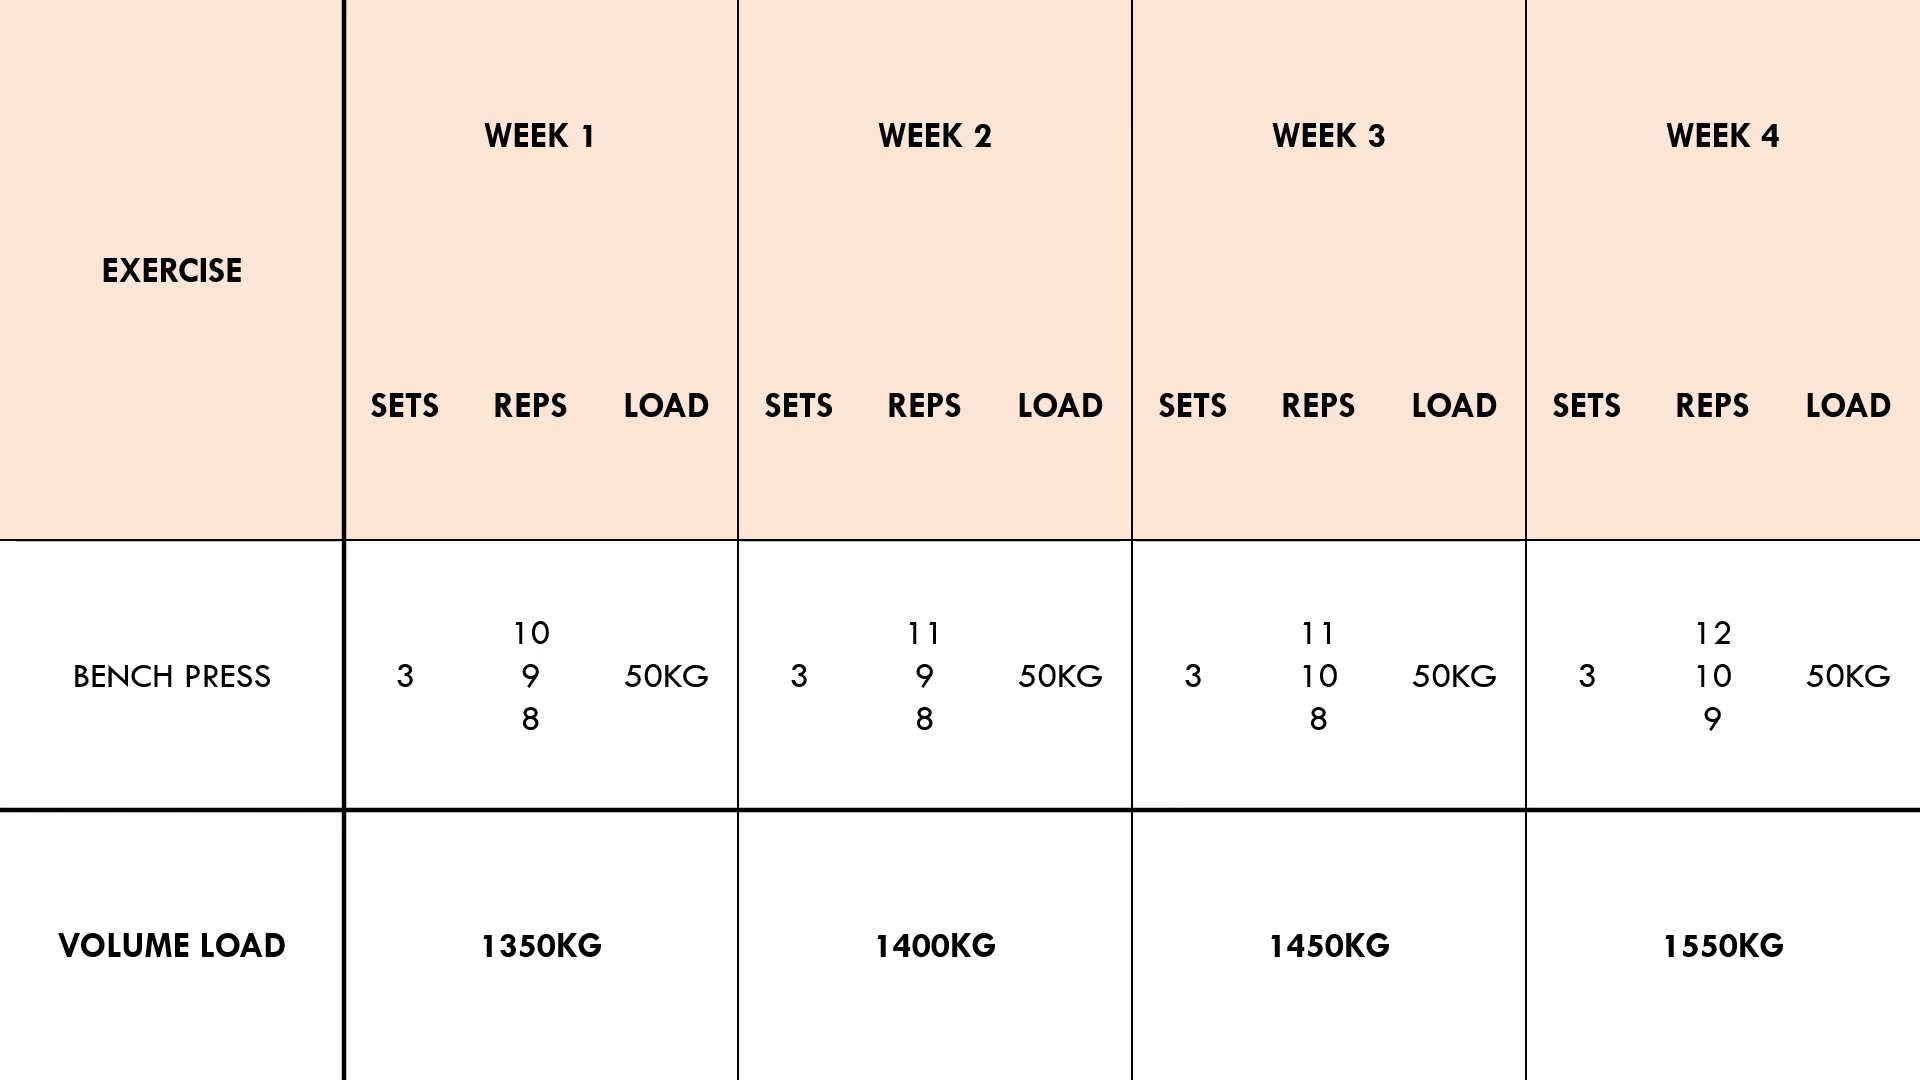 EXERCISE
WEEK 1
WEEK 2
WEEK 3
WEEK 4
SETS REPS LOAD SETS REPS LOAD SETS REPS LOAD SETS REPS LOAD
10 11 11 12
BENCH PRESS 3 9 50KG 3 9 50KG 3 10 50KG 3 10 50KG
8 8 8 9
VOLUME LOAD 1350KG 1400KG 1450KG 1550KG